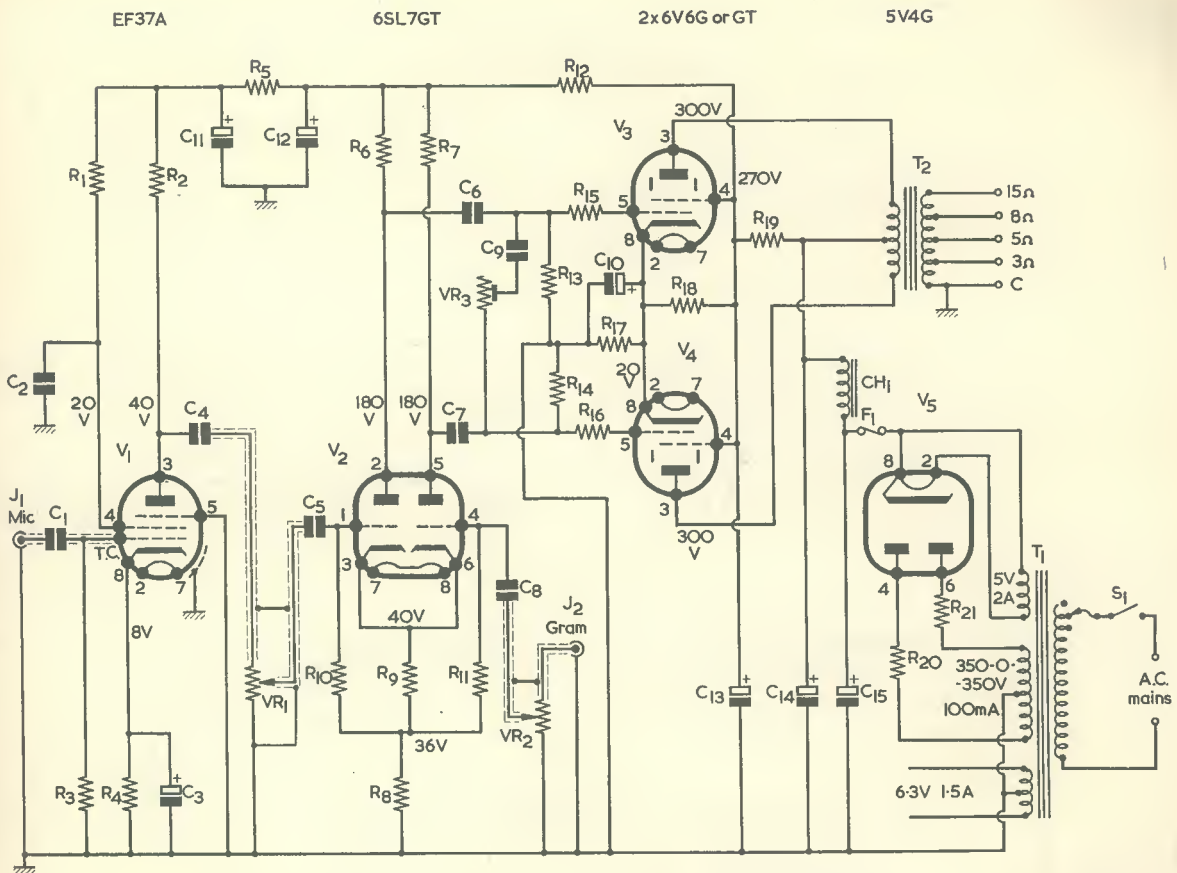 EF37A
6SL7GT
2x6V6G or GT
5V4G
R5
R12
C11
C12
+
+
R1
R2
R6
R7
300V
V3
3
T2
15Ω
8Ω
5Ω
3Ω
C
C6
R15
5
4
270V
8
2
7
R19
C9
R13
C10
+
VR3
R18
R17
R14
V4
20
V
2
7
8
5
4
3
300
V
CH1
F1
V5
C2
20
V
40
V
C4
180
V
180
V
C7
R16
V1
3
V2
2
5
8
2
J1
Mic
C1
4
T.C.
5
8
2
7
C5
1
4
3
7
8
6
C8
J2
Gram
4
6
R21
R20
5V
2A
T1
S1
8V
40V
VR1
R10
R9
R11
VR2
36V
350-0-
-350V
100mA
A.C.
mains
C13
+
C14
+
C15
+
R3
R4
C3
+
R8
6·3V 1·5A